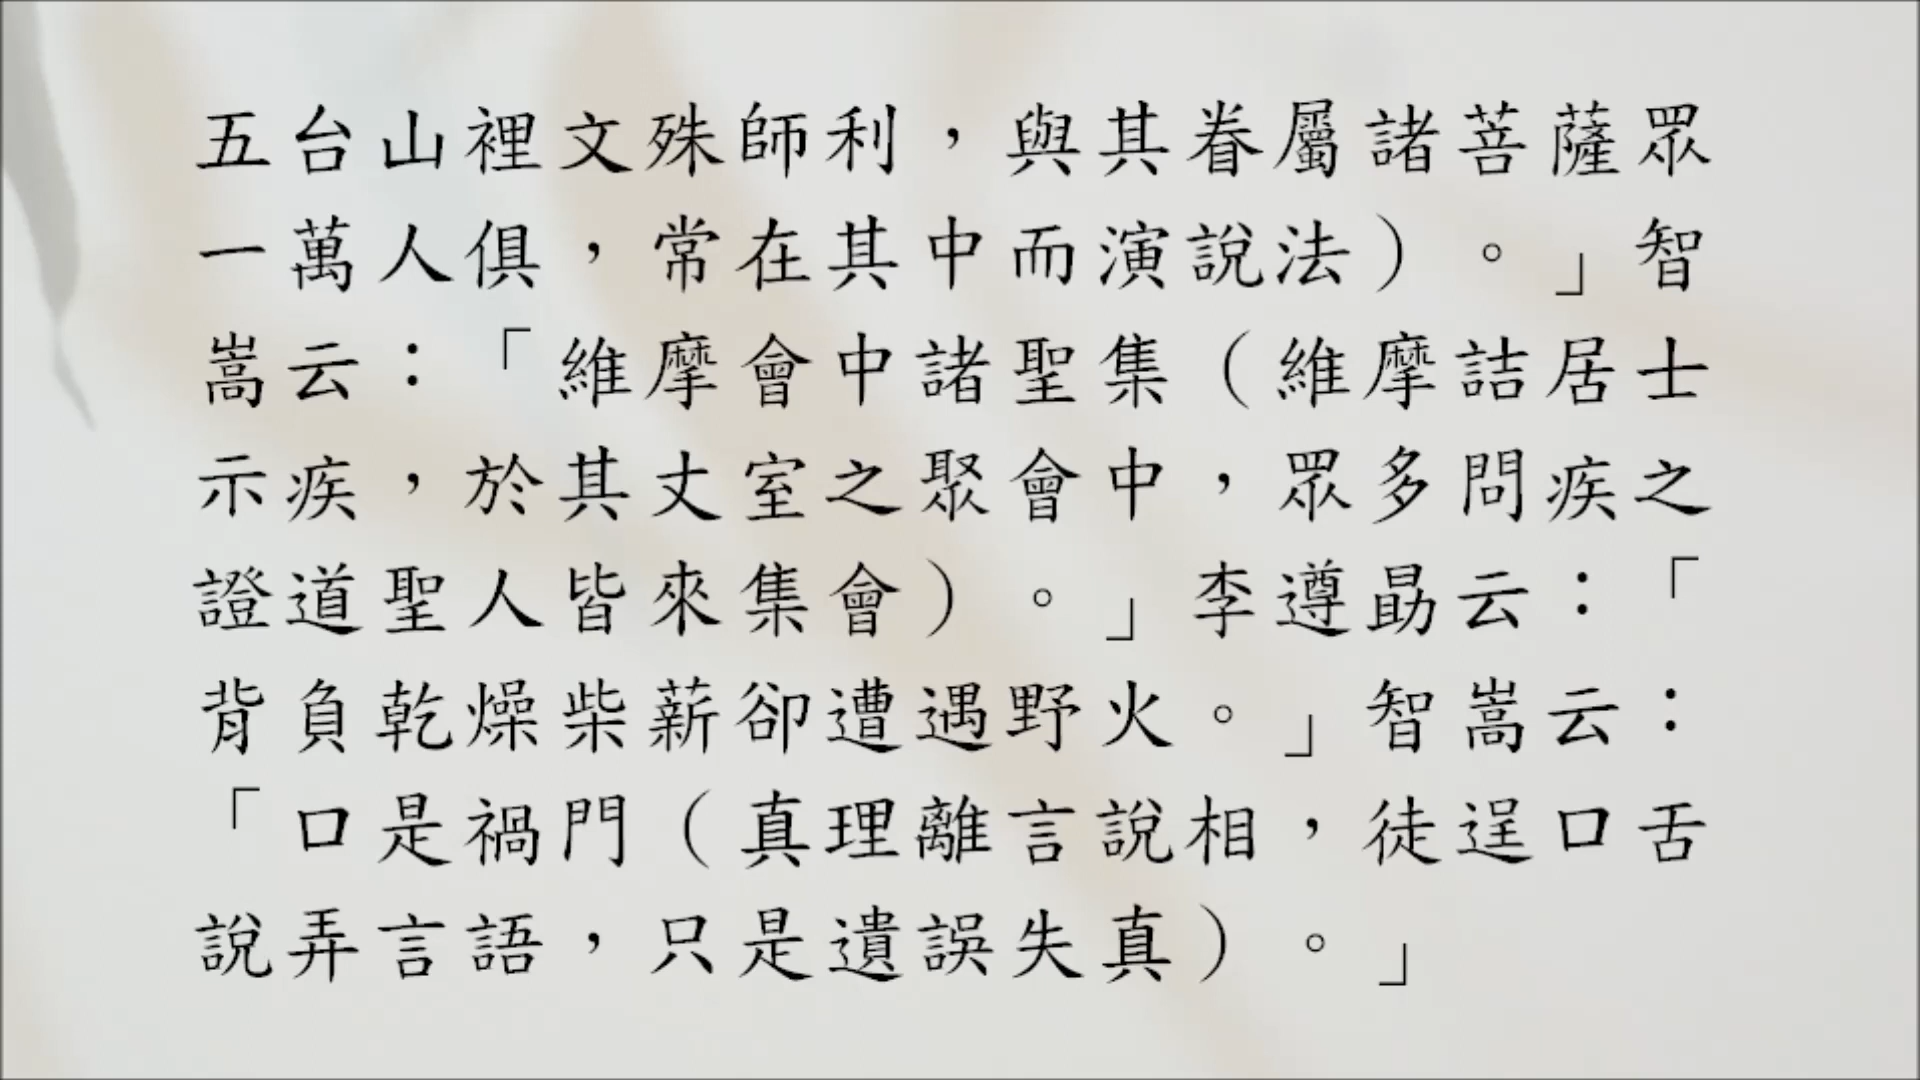 五台山裡文殊師利，與其眷屬諸菩薩眾
一萬人俱，常在其中而演說法）。」智
嵩云：「維摩會中諸聖集（維摩詰居士
示疾，於其丈室之聚會中，眾多問疾之
證道聖人皆來集會）。」李遵勗云：「
背負乾燥柴薪卻遭遇野火。」智嵩云：
「口是禍門（真理離言說相，徒逞口舌
說弄言語，只是遺誤失真）。」